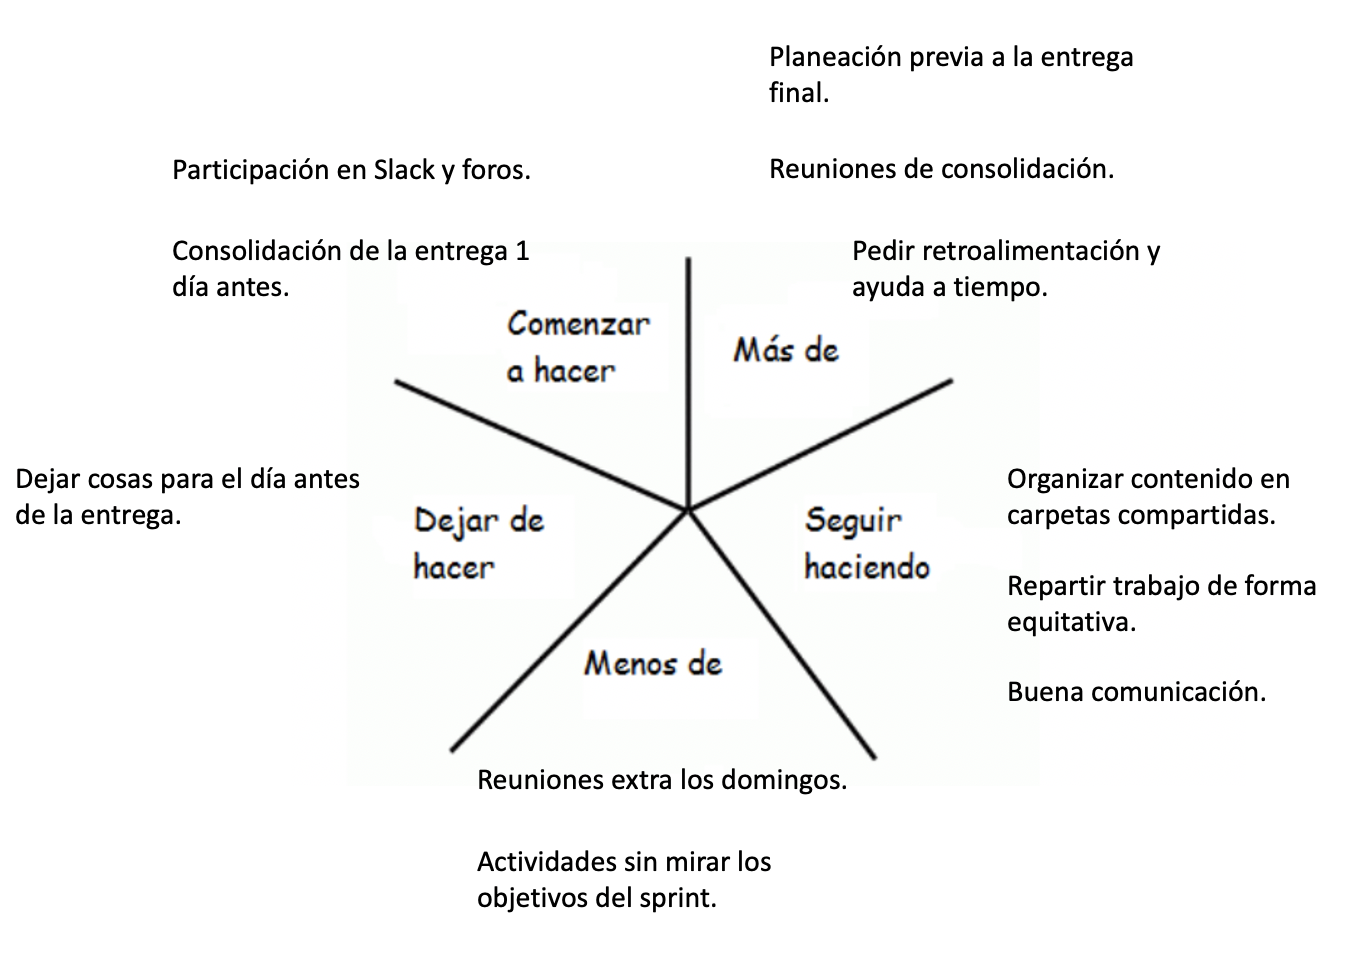 Planeación previa a la entrega
final.
Participación en Slack y foros.
Reuniones de consolidación.
Consolidación de la entrega 1
día antes.
Pedir retroalimentación y
ayuda a tiempo.
Comenzar
a hacer
Más de
Dejar cosas para el día antes
de la entrega.
Dejar de
hacer
Seguir
haciendo
Organizar contenido en
carpetas compartidas.
Repartir trabajo de forma
equitativa.
Buena comunicación.
Menos de
Reuniones extra los domingos.
Actividades sin mirar los
objetivos del sprint.